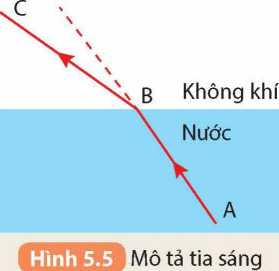 C
B
Không khí
Nước
A
Hình 5.5 Mô tả tia sáng